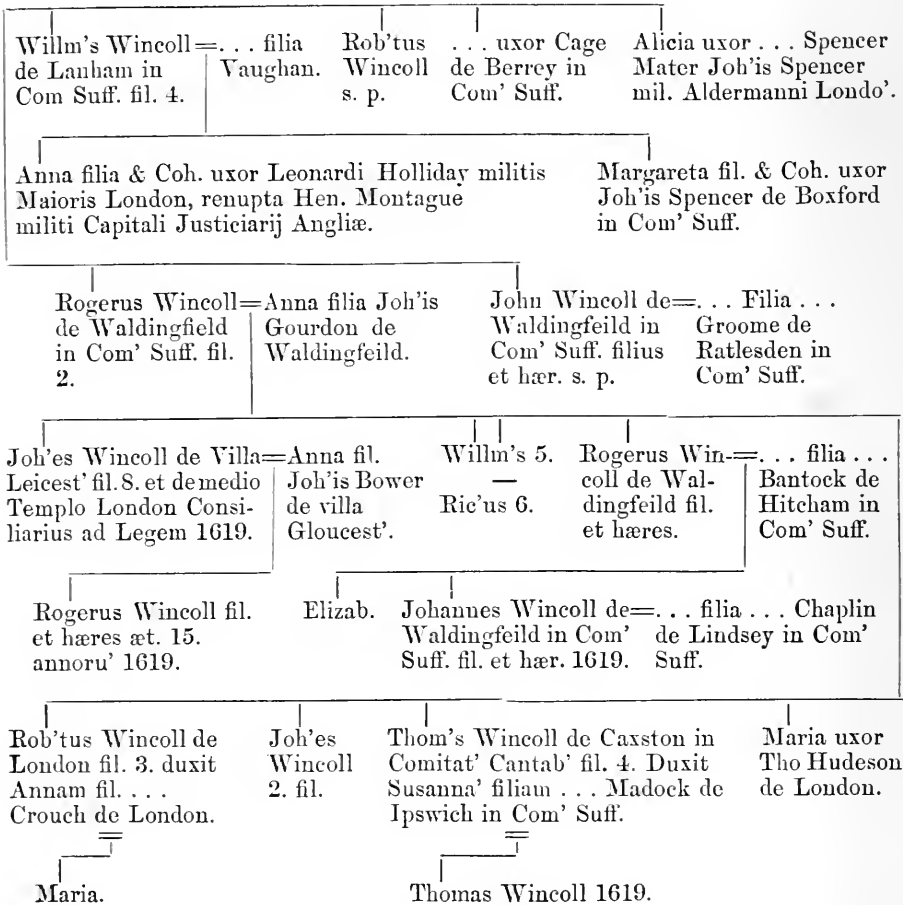 Willm's Wincoll=. . . filia
de Lanham in Vaughan.
Com Suff. fil. 4.
Rob'tus
Wincoll
s. p.
. . . uxor Cage
de Berrey in
Com' Suff.
Alicia uxor . . . Spencer
Mater Joh'is Spencer
mil. Aldermanni Londo'.
Anna filia & Coh. uxor Leonardi Holliday militis
Maioris London, renupta Hen. Montague
militi Capitali Justiciarij Angliæ.
Margareta fil. & Coh. uxor
Joh'is Spencer de Boxford
in Com' Suff.
Rogerus Wincoll=Anna filia Joh'is
de Waldingfield Gourdon de
in Com' Suff. fil. Waldingfeild.
2.
John Wincoll de=. . . Filia . . .
Waldingfeild in Groome de
Com' Suff. filius Ratlesden in
et hær. s. p. Com' Suff.
Joh'es Wincoll de Villa=Anna fil.
Leicest' fil. S. et de medio Joh'is Bower
Templo London Consi- de villa
liarius ad Legem 1619. Gloucest'.
Willm's 5.
—
Ric'us 6.
Rogerus Win-=. . . filia . . .
coll de Wal- Bantock de
dingfeild fil. Hitcham in
et hæres. Com' Suff.
Rogerus Wincoll fil.
et hæres æt. 15.
annoru' 1619.
Elizab.
Johannes Wincoll de=. . . filia . . . Chaplin
Waldingfeild in Com' de Lindsey in Com'
Suff. fil. et hær. 1619. Suff.
Rob'tus Wincoll de
London fil. 3. duxit
Annam fil. . . .
Crouch de London.
Joh'es
Wincoll
2. fil.
Thom's Wincoll de Caxston in
Comitat' Cantab' fil. 4. Duxit
Susanna' filiam . . . Madock de
Ipswich in Com' Suff.
Maria uxor
Tho Hudeson
de London.
Maria.
Thomas Wincoll 1619.